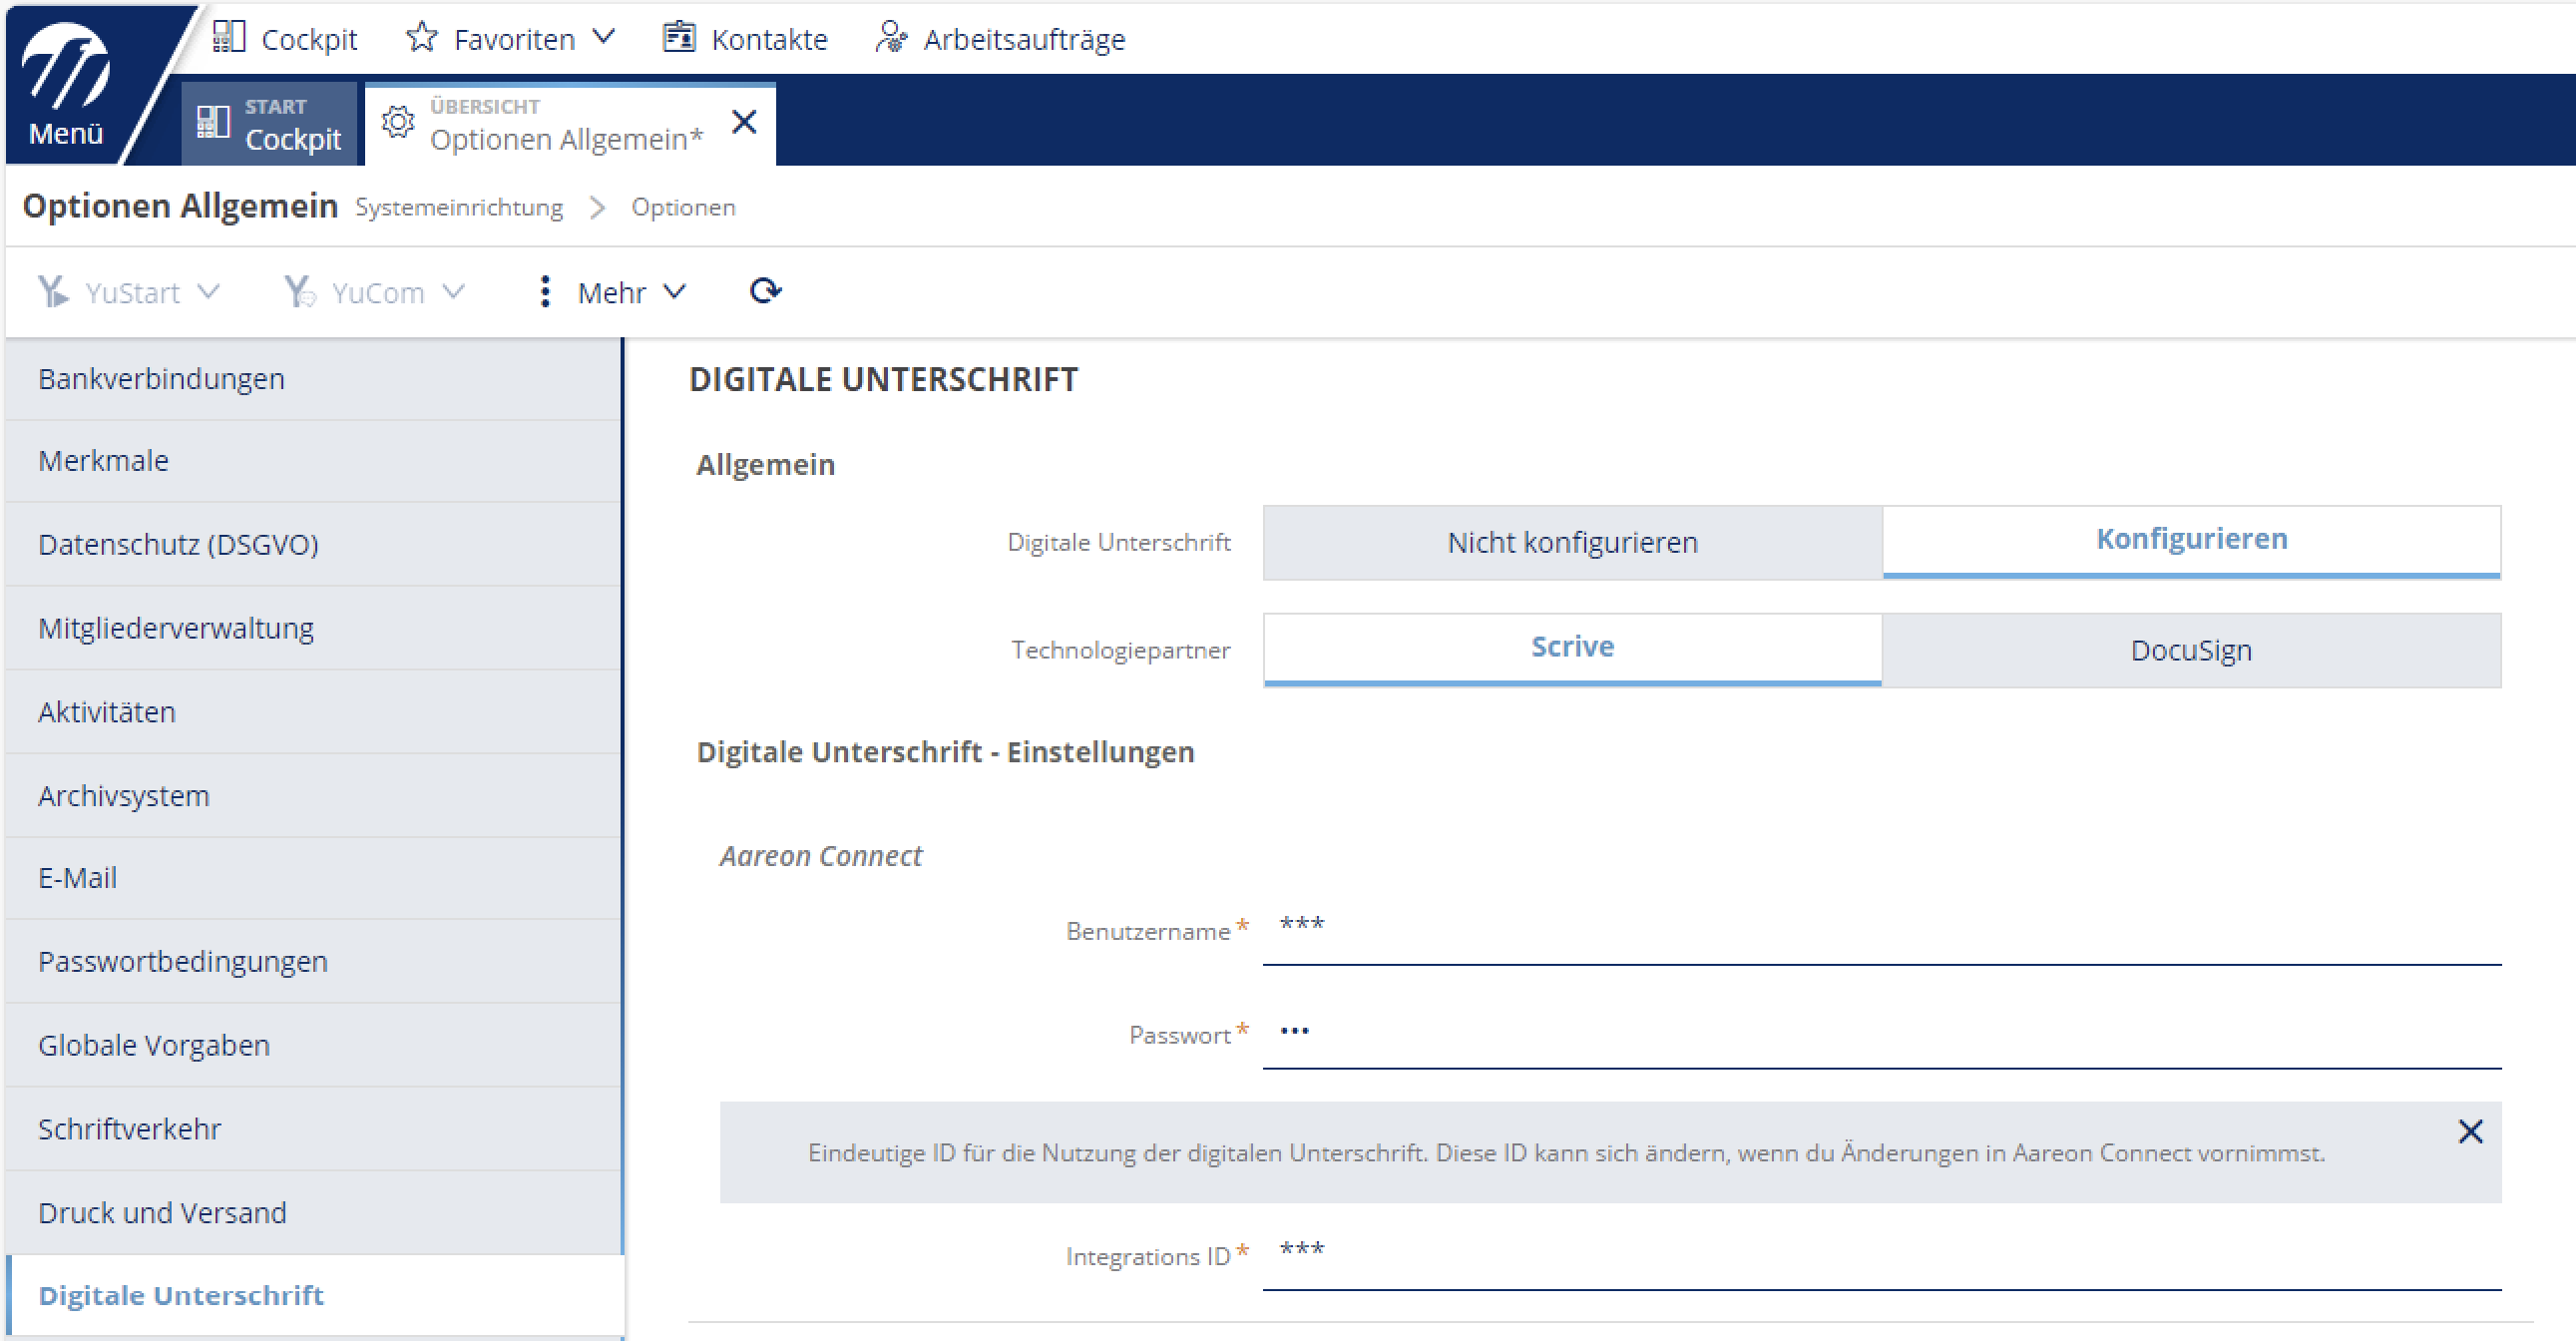 Menü
Cockpit
Favoriten
Kontakte
Arbeitsaufträge
START
Cockpit
ÜBERSICHT
Optionen Allgemein*
Optionen Allgemein Systemeinrichtung > Optionen
YuStart
YuCom
Mehr
Bankverbindungen
Merkmale
Datenschutz (DSGVO)
Mitgliederverwaltung
Aktivitäten
Archivsystem
E-Mail
Passwortbedingungen
Globale Vorgaben
Schriftverkehr
Druck und Versand
Digitale Unterschrift
DIGITALE UNTERSCHRIFT
Allgemein
Digitale Unterschrift Nicht konfigurieren Konfigurieren
Technologiepartner Scrive DocuSign
Digitale Unterschrift - Einstellungen
Aareon Connect
Benutzername * ***
Passwort * •••
Eindeutige ID für die Nutzung der digitalen Unterschrift. Diese ID kann sich ändern, wenn du Änderungen in Aareon Connect vornimmst.
Integrations ID * ***